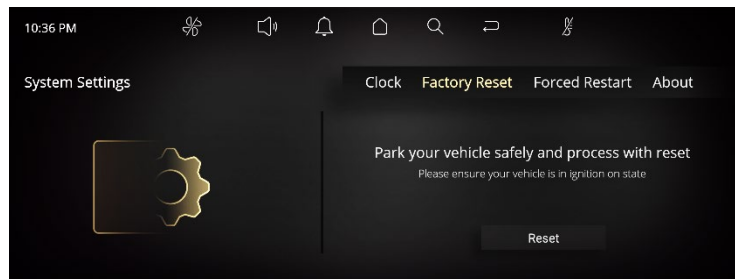 10:36 PM
System Settings
Clock Factory Reset Forced Restart About
Park your vehicle safely and process with reset
Please ensure your vehicle is in ignition on state
Reset